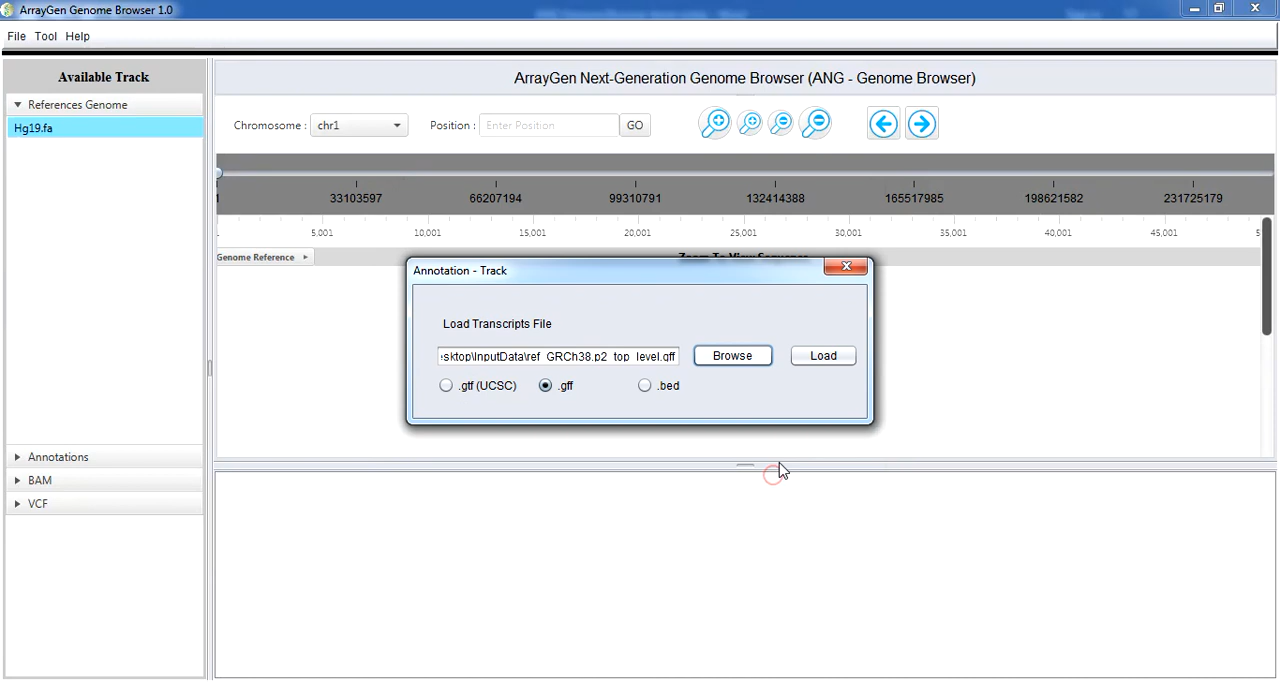 ArrayGen Genome Browser 1.0
File Tool Help
Available Track
References Genome
Hg19.fa
Annotations
BAM
VCF
ArrayGen Next-Generation Genome Browser (ANG - Genome Browser)
Chromosome : chr1 Position : Enter Position GO
33103597 66207194 99310791 132414388 165517985 198621582 231725179
5,001 10,001 15,001 20,001 25,001 30,001 35,001 40,001 45,001
Genome Reference
Annotation - Track
Load Transcripts File
sktop\InputData\ref_GRCh38.p2_top_level.gff Browse Load
.gtf (UCSC) .gff .bed